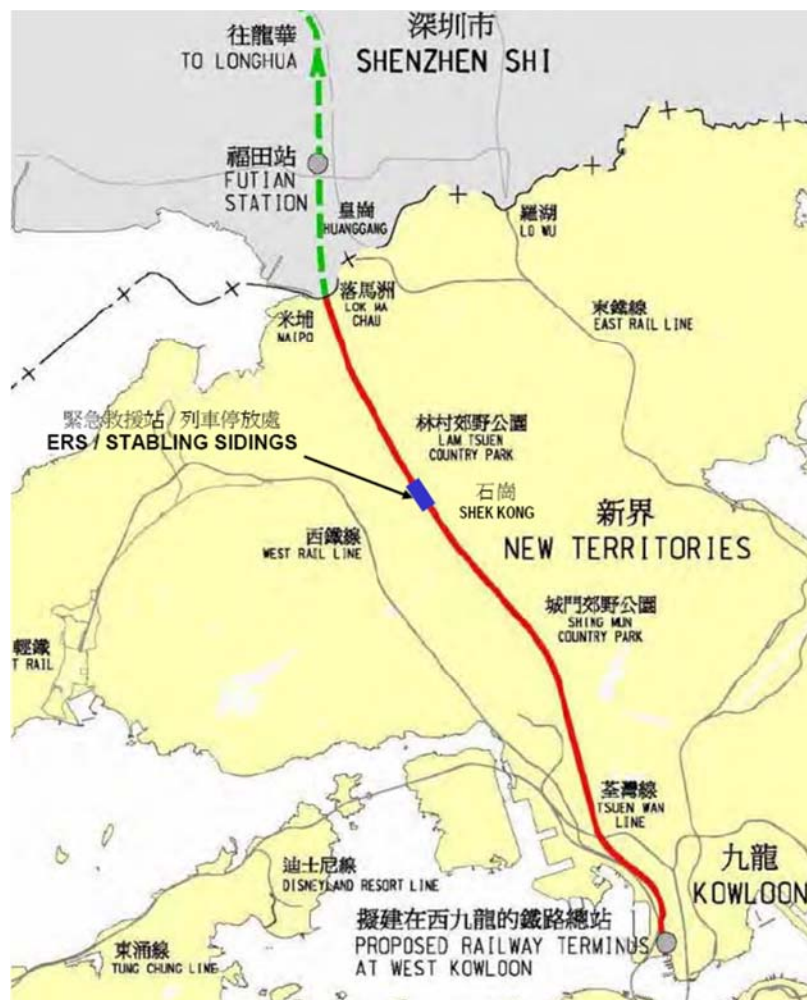 深圳市
SHENZHEN SHI
往龍華
TO LONGHUA
福田站
FUTIAN
STATION
皇崗
HUANGGANG
羅湖
LO WU
落馬洲
LOK MA
CHAU
米埔
MAIPO
東鐵線
EAST RAIL LINE
緊急救援站 / 列車停放處
ERS / STABLING SIDINGS
林村郊野公園
LAM TSUEN
COUNTRY PARK
石崗
SHEK KONG
新界
NEW TERRITORIES
西鐵線
WEST RAIL LINE
城門郊野公園
SHING MUN
COUNTRY PARK
輕鐵
T RAIL
荃灣線
TSUEN WAN
LINE
九龍
KOWLOON
迪士尼線
DISNEYLAND RESORT LINE
擬建在西九龍的鐵路總站
PROPOSED RAILWAY TERMINUS
AT WEST KOWLOON
東涌線
TUNG CHUNG LINE